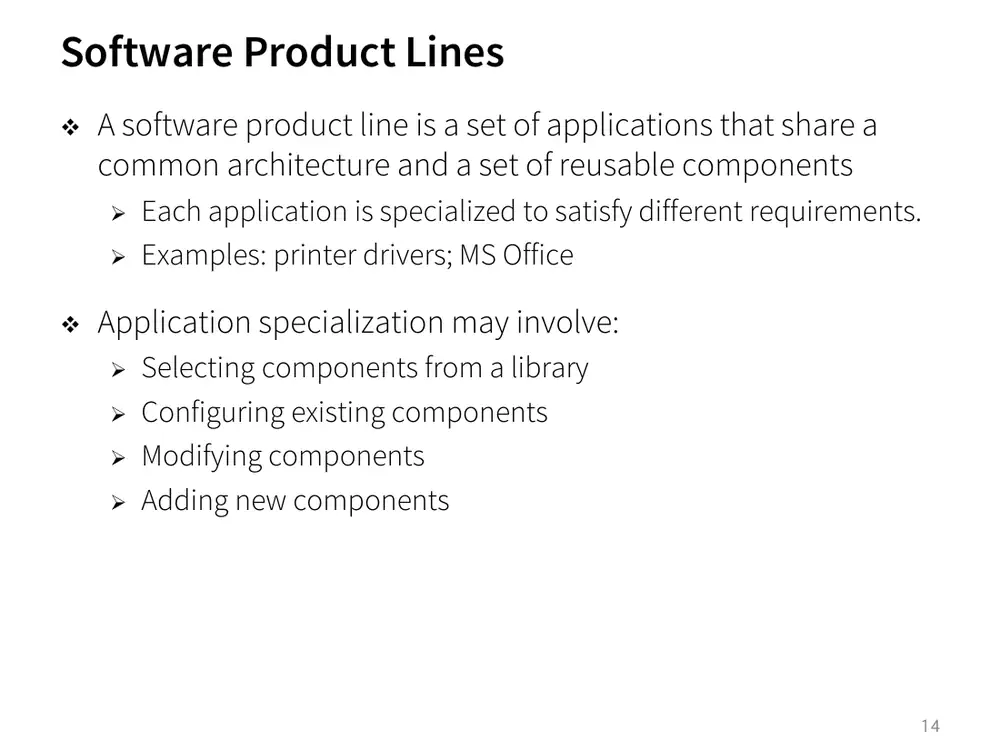 Software Product Lines
❖ A software product line is a set of applications that share a
common architecture and a set of reusable components
➢ Each application is specialized to satisfy different requirements.
➢ Examples: printer drivers; MS Office
❖ Application specialization may involve:
➢ Selecting components from a library
➢ Configuring existing components
➢ Modifying components
➢ Adding new components
14